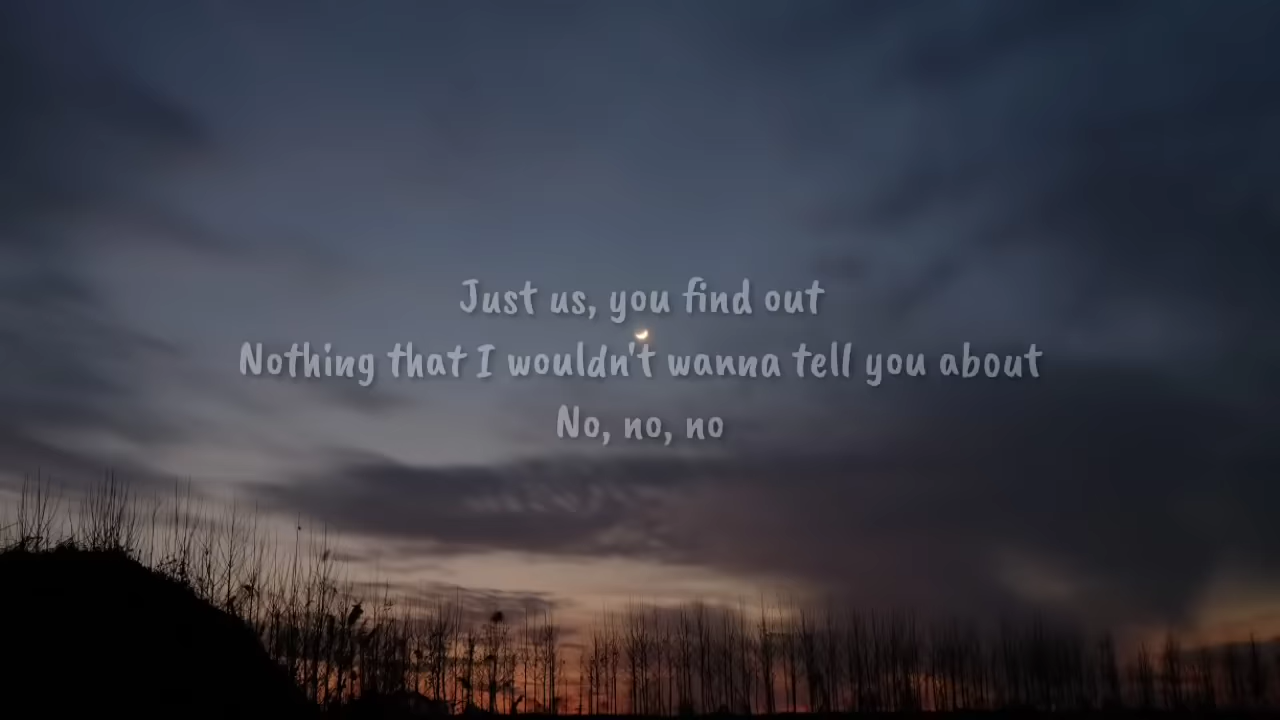 Just us, you find out
Nothing that I wouldn't wanna tell you about
No, no, no